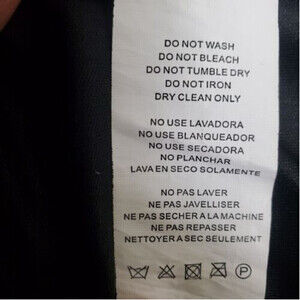 DO NOT WASH
DO NOT BLEACH
DO NOT TUMBLE DRY
DO NOT IRON
DRY CLEAN ONLY
NO USE LAVADORA
NO USE BLANQUEADOR
NO USE SECADORA
NO PLANCHAR
LAVA EN SECO SOLAMENTE
NO PAS LAVER
NE PAS JAVELLISER
NE PAS SECHER A LA MACHINE
NE PAS REPASSER
NETTOYER A SEC SEULEMENT
P